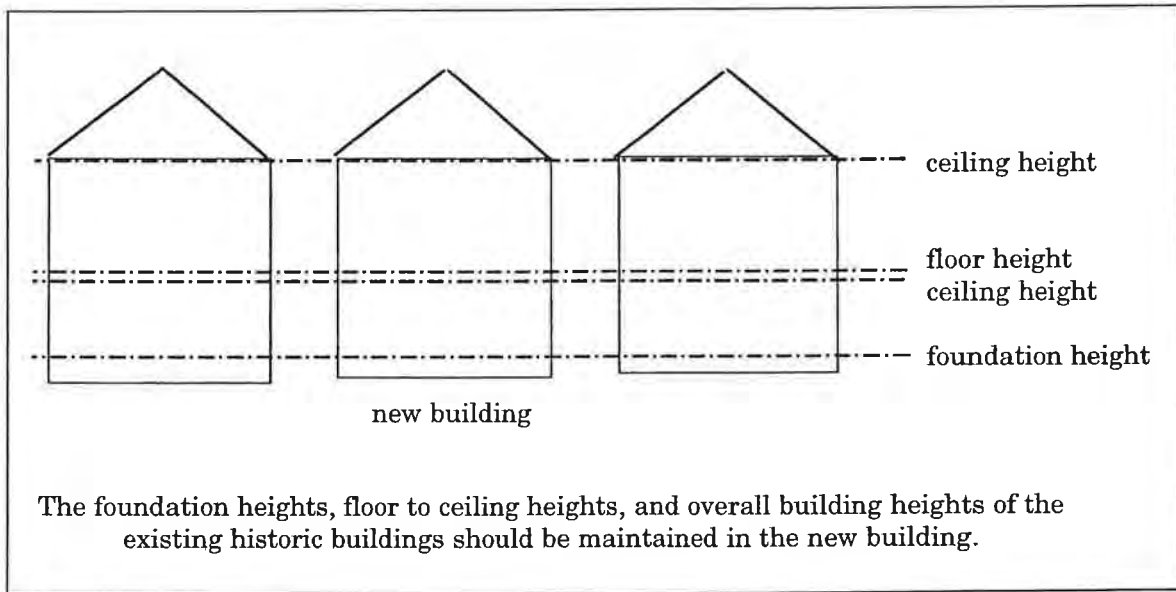 ceiling height
floor height
ceiling height
foundation height
new building
The foundation heights, floor to ceiling heights, and overall building heights of the
existing historic buildings should be maintained in the new building.